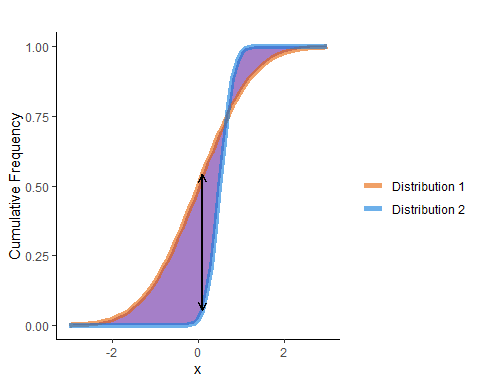 1.00
0.75
0.50
0.25
0.00
Cumulative Frequency
-2
0
2
x
Distribution 1
Distribution 2